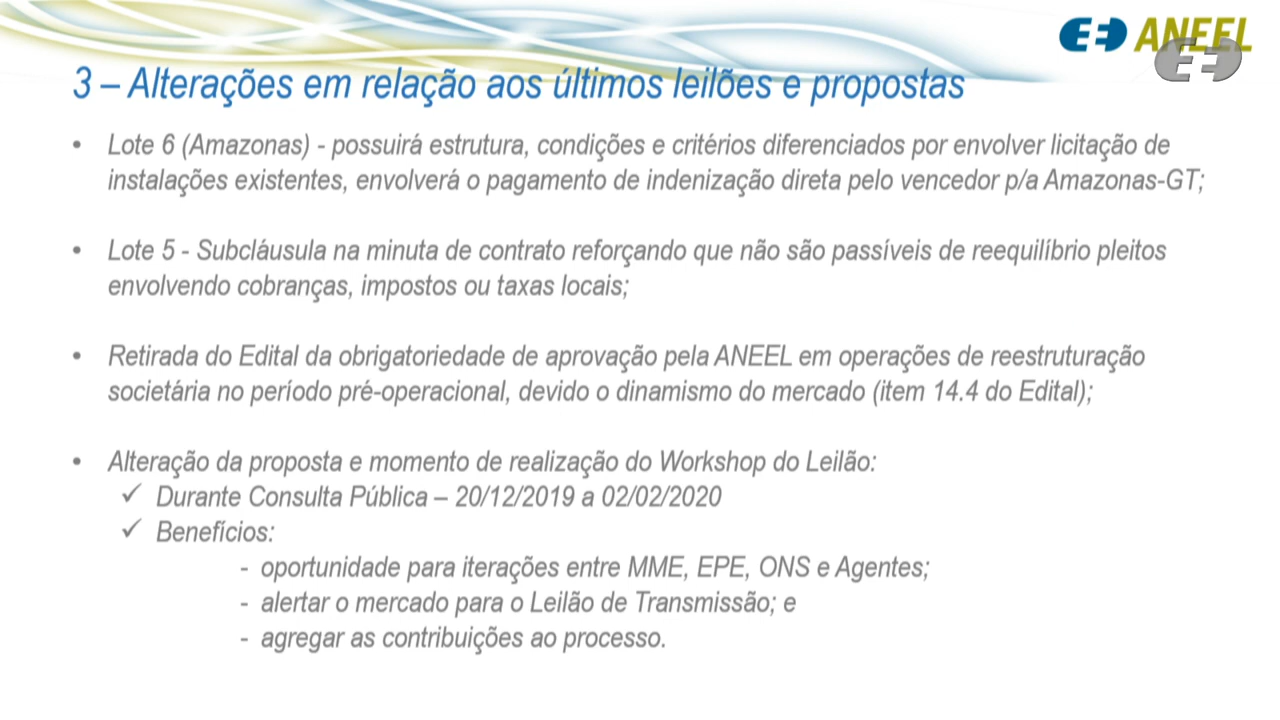 ANEEL
3 – Alterações em relação aos últimos leilões e propostas
• Lote 6 (Amazonas) - possuirá estrutura, condições e critérios diferenciados por envolver licitação de
instalações existentes, envolverá o pagamento de indenização direta pelo vencedor p/a Amazonas-GT;
• Lote 5 - Subcláusula na minuta de contrato reforçando que não são passíveis de reequilíbrio pleitos
envolvendo cobranças, impostos ou taxas locais;
• Retirada do Edital da obrigatoriedade de aprovação pela ANEEL em operações de reestruturação
societária no período pré-operacional, devido o dinamismo do mercado (item 14.4 do Edital);
• Alteração da proposta e momento de realização do Workshop do Leilão:
✓ Durante Consulta Pública – 20/12/2019 a 02/02/2020
✓ Benefícios:
- oportunidade para iterações entre MME, EPE, ONS e Agentes;
- alertar o mercado para o Leilão de Transmissão; e
- agregar as contribuições ao processo.